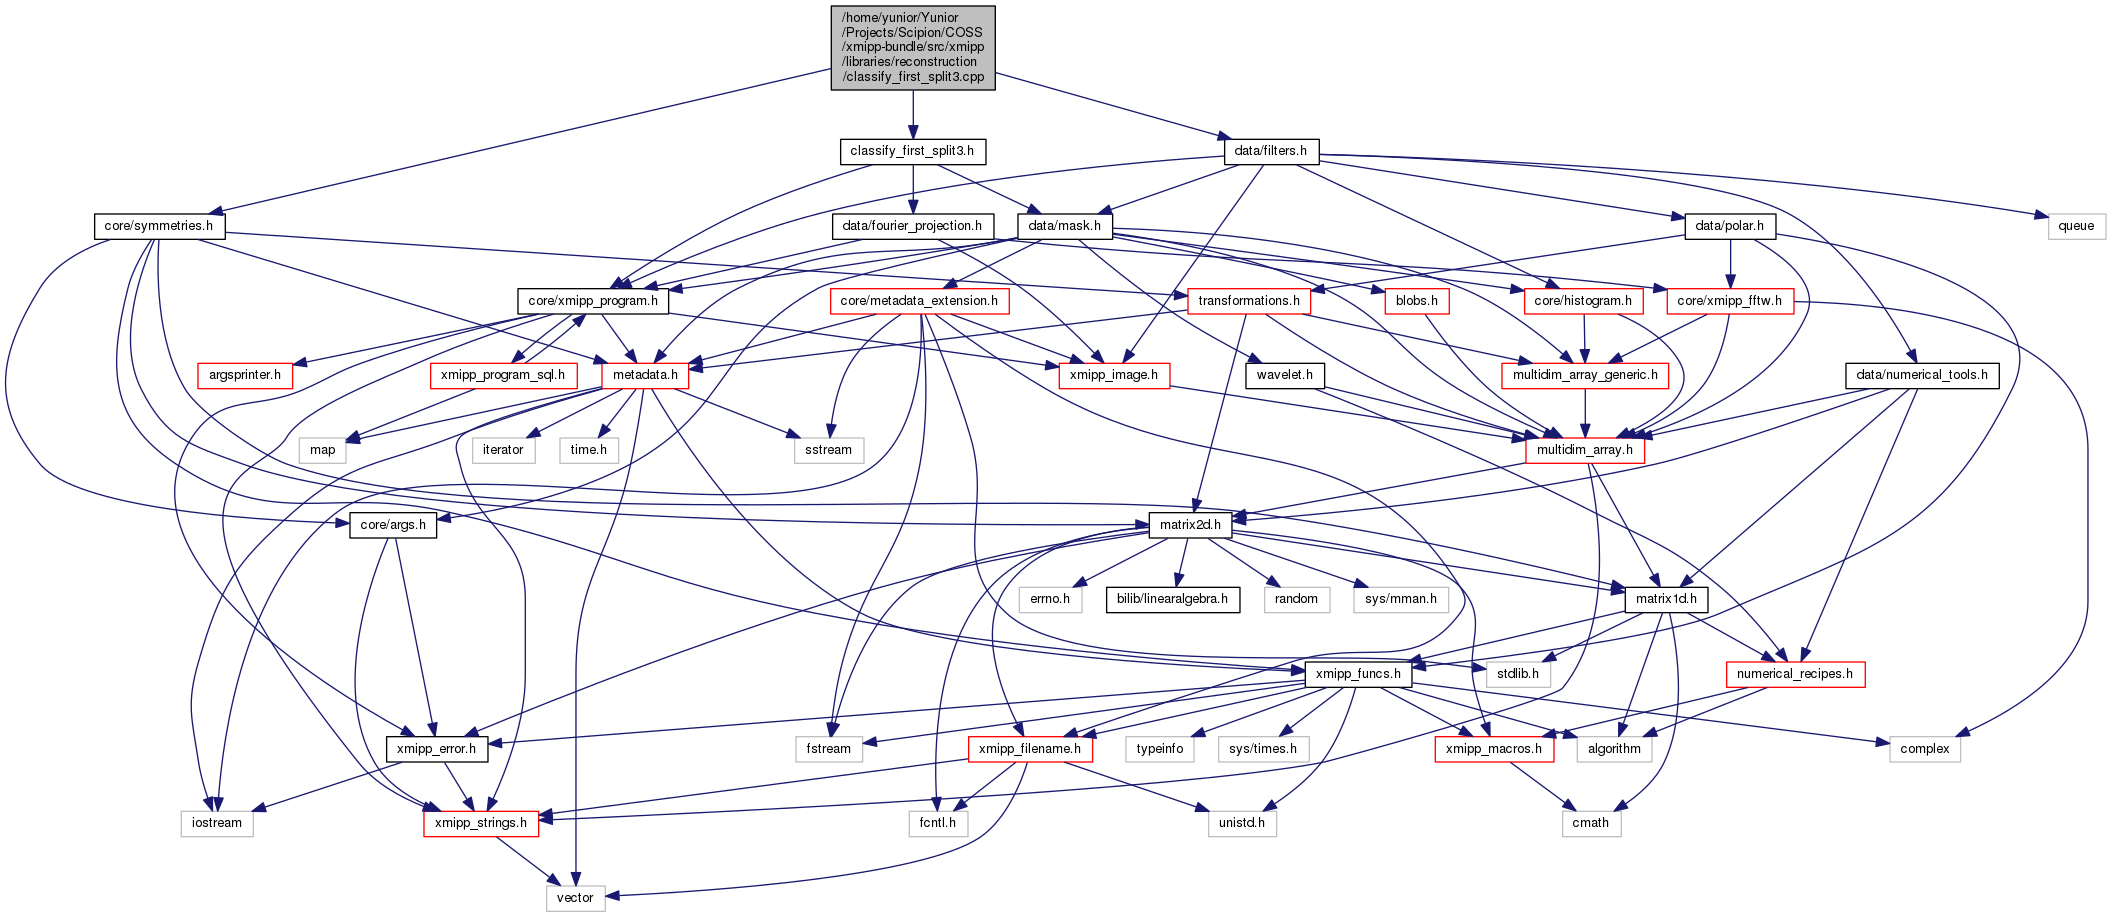 /home/yunior/Yunior
/Projects/Scipion/COSS
/xmipp-bundle/src/xmipp
/libraries/reconstruction
/classify_first_split3.cpp
classify_first_split3.h
data/filters.h
core/symmetries.h
data/fourier_projection.h
data/mask.h
data/polar.h
queue
core/xmipp_program.h
core/metadata_extension.h
transformations.h
blobs.h
core/histogram.h
core/xmipp_fftw.h
argsprinter.h
xmipp_program_sql.h
metadata.h
xmipp_image.h
wavelet.h
multidim_array_generic.h
data/numerical_tools.h
map
iterator
time.h
sstream
multidim_array.h
core/args.h
matrix2d.h
errno.h
bilib/linearalgebra.h
random
sys/mman.h
matrix1d.h
xmipp_funcs.h
stdlib.h
numerical_recipes.h
xmipp_error.h
fstream
xmipp_filename.h
typeinfo
sys/times.h
xmipp_macros.h
algorithm
complex
iostream
xmipp_strings.h
fcntl.h
unistd.h
cmath
vector